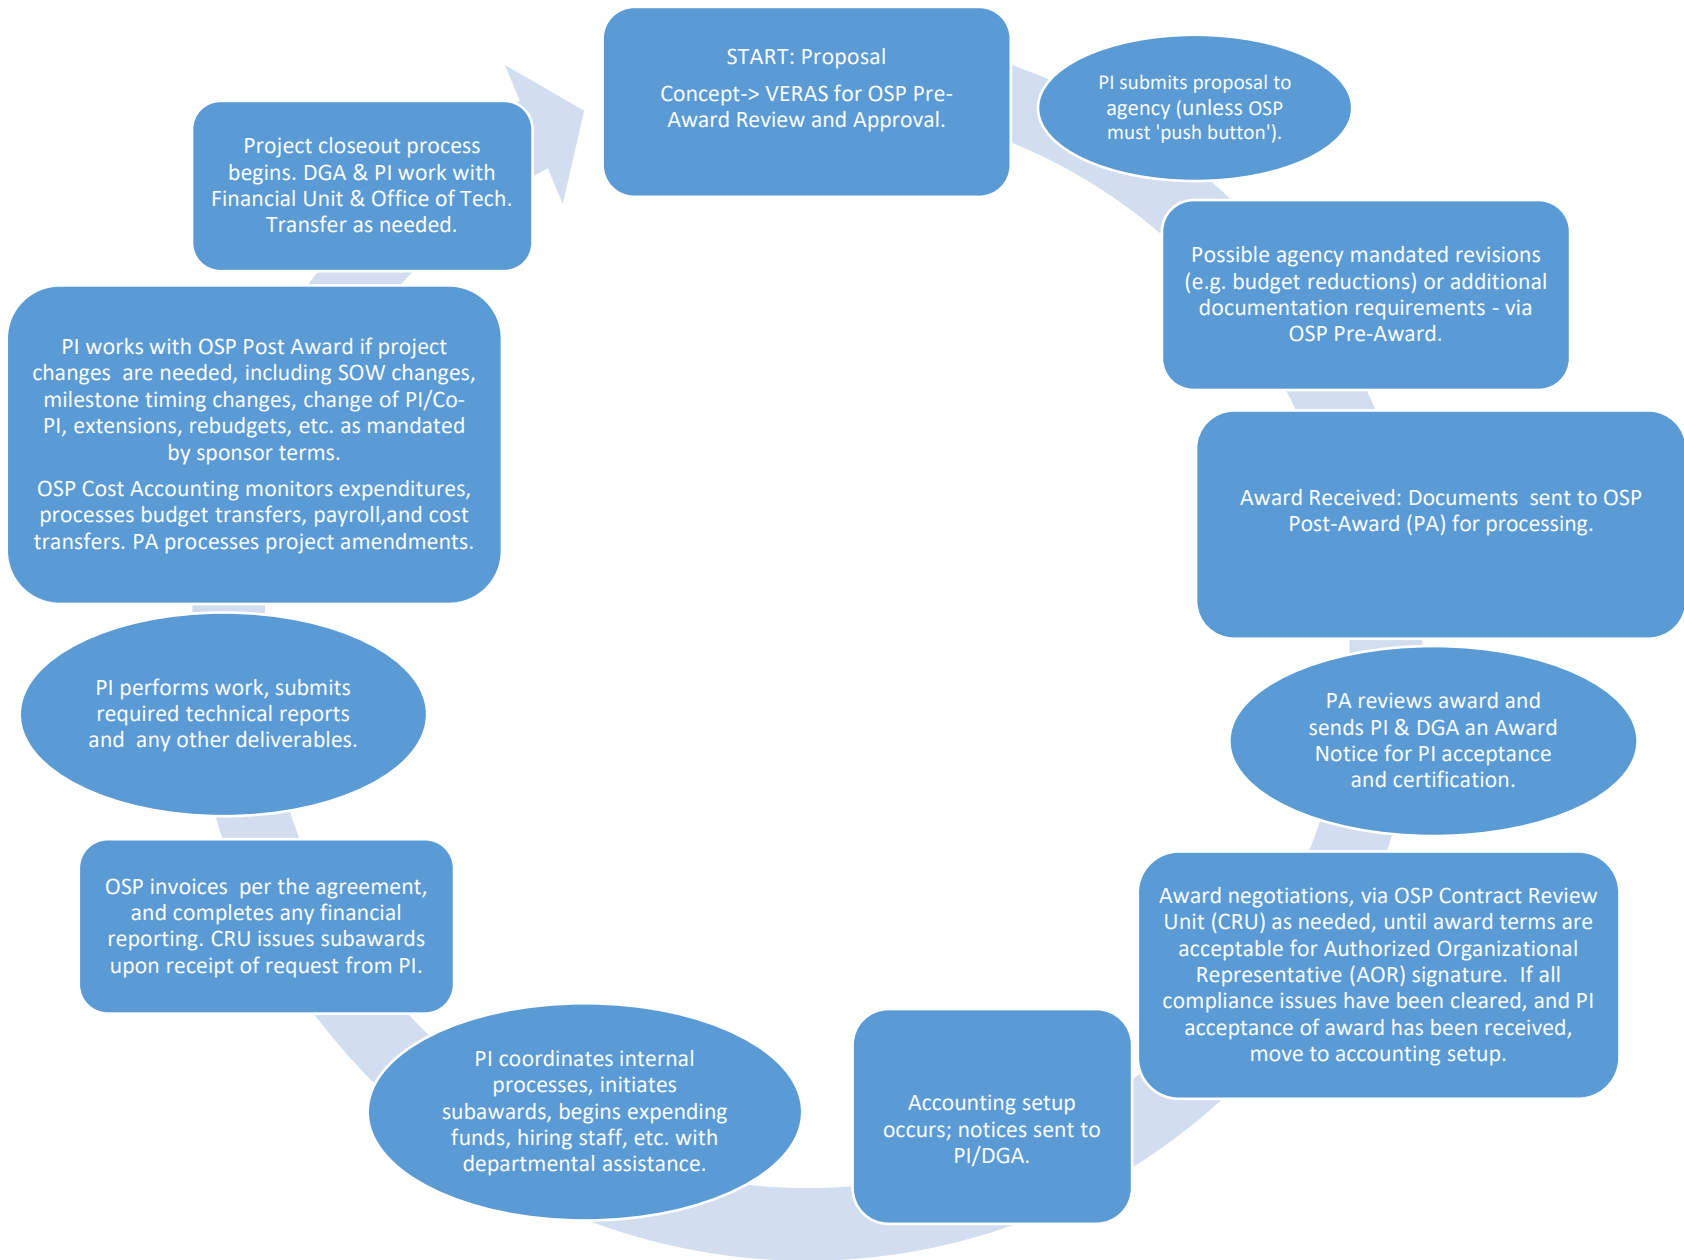 START: Proposal
Concept-> VERAS for OSP Pre-
Award Review and Approval.
PI submits proposal to
agency (unless OSP
must 'push button').
Possible agency mandated revisions
(e.g. budget reductions) or additional
documentation requirements - via
OSP Pre-Award.
Award Received: Documents  sent to OSP
Post-Award (PA) for processing.
PA reviews award and
sends PI & DGA an Award
Notice for PI acceptance
and certification.
Award negotiations, via OSP Contract Review
Unit (CRU) as needed, until award terms are
acceptable for Authorized Organizational
Representative (AOR) signature.  If all
compliance issues have been cleared, and PI
acceptance of award has been received,
move to accounting setup.
Accounting setup
occurs; notices sent to
PI/DGA.
PI coordinates internal
processes, initiates
subawards, begins expending
funds, hiring staff, etc. with
departmental assistance.
OSP invoices  per the agreement,
and completes any financial
reporting. CRU issues subawards
upon receipt of request from PI.
PI performs work, submits
required technical reports
and  any other deliverables.
PI works with OSP Post Award if project
changes  are needed, including SOW changes,
milestone timing changes, change of PI/Co-
PI, extensions, rebudgets, etc. as mandated
by sponsor terms.
OSP Cost Accounting monitors expenditures,
processes budget transfers, payroll,and cost
transfers. PA processes project amendments.
Project closeout process
begins. DGA & PI work with
Financial Unit & Office of Tech.
Transfer as needed.